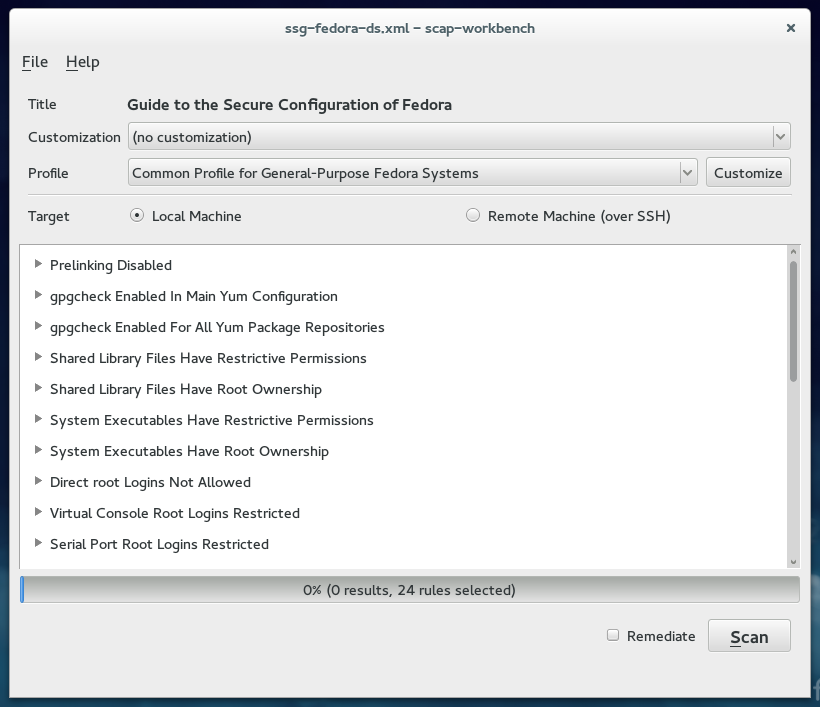 ssg-fedora-ds.xml - scap-workbench
File Help
Title Guide to the Secure Configuration of Fedora
Customization (no customization)
Profile Common Profile for General-Purpose Fedora Systems Customize
Target Local Machine Remote Machine (over SSH)
Prelinking Disabled
gpgcheck Enabled In Main Yum Configuration
gpgcheck Enabled For All Yum Package Repositories
Shared Library Files Have Restrictive Permissions
Shared Library Files Have Root Ownership
System Executables Have Restrictive Permissions
System Executables Have Root Ownership
Direct root Logins Not Allowed
Virtual Console Root Logins Restricted
Serial Port Root Logins Restricted
0% (0 results, 24 rules selected)
Remediate Scan